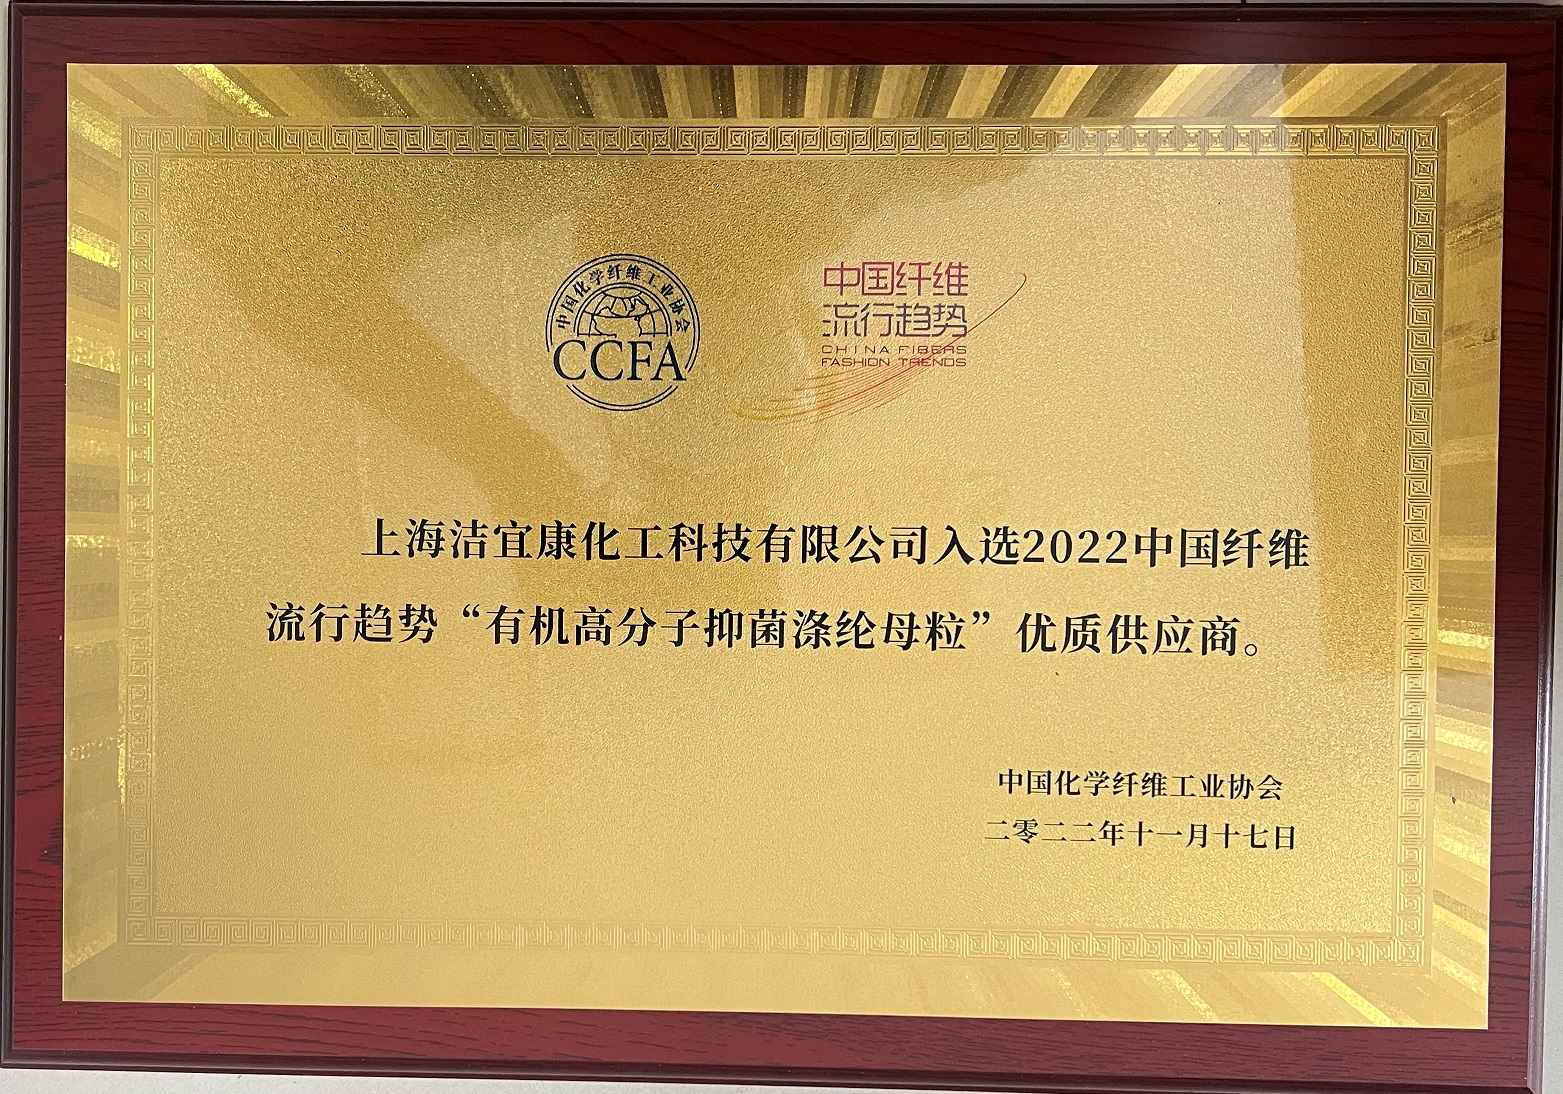 中国化学纤维工业协会
CCFA
中国纤维
流行趋势
CHINA FIBERS
FASHION TRENDS
上海洁宜康化工科技有限公司入选2022中国纤维
流行趋势“有机高分子抑菌涤纶母粒”优质供应商。
中国化学纤维工业协会
二零二二年十一月十七日